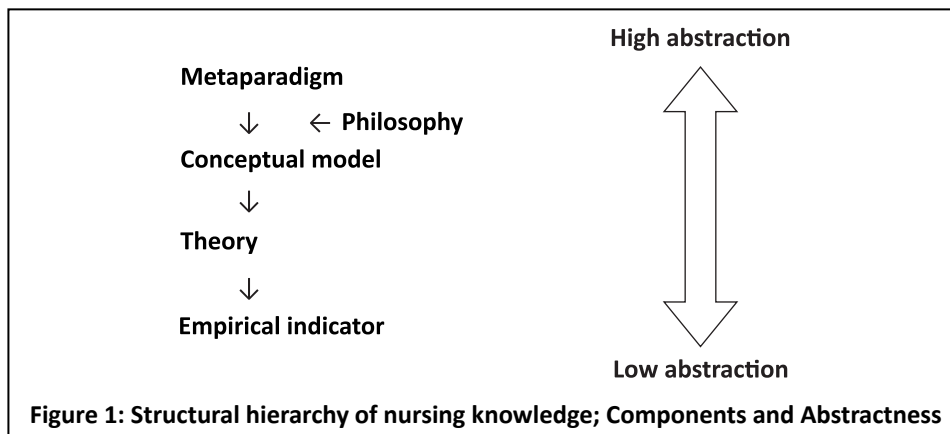 High abstraction
Metaparadigm
↓ ← Philosophy
Conceptual model
↓
Theory
↓
Empirical indicator
Low abstraction
Figure 1: Structural hierarchy of nursing knowledge; Components and Abstractness